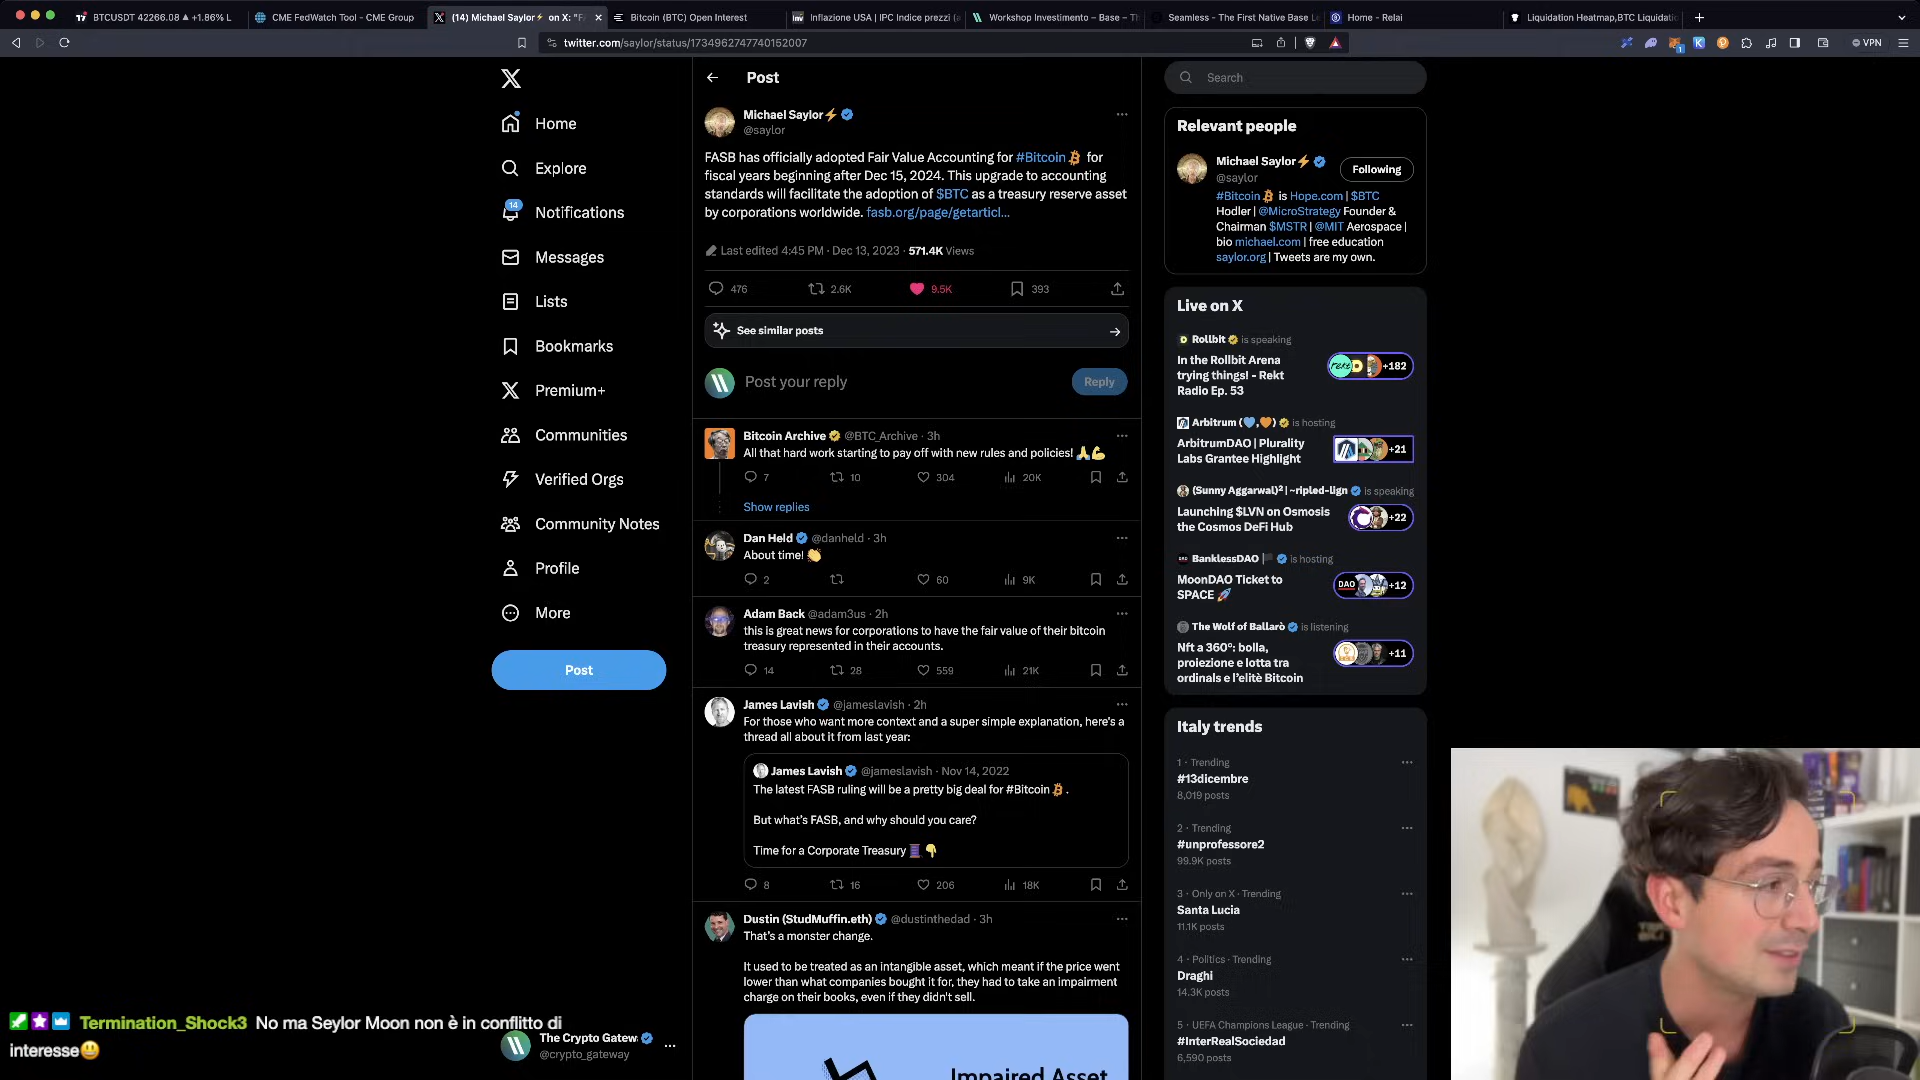 BTCUSDT 42266.08 ▲ +1.86% L
CME FedWatch Tool - CME Group
(14) Michael Saylor⚡ on X: "FA
Bitcoin (BTC) Open Interest
Inflazione USA | IPC Indice prezzi (a
Workshop Investimento – Base – Th
Seamless - The First Native Base Le
Home - Relai
Liquidation Heatmap,BTC Liquidatio
twitter.com/saylor/status/1734962747740152007
VPN
Home
Explore
14
Notifications
Messages
Lists
Bookmarks
Premium+
Communities
Verified Orgs
Community Notes
Profile
More
Post
The Crypto Gatew
@crypto_gateway
Post
Michael Saylor⚡
@saylor
FASB has officially adopted Fair Value Accounting for #Bitcoin for
fiscal years beginning after Dec 15, 2024. This upgrade to accounting
standards will facilitate the adoption of $BTC as a treasury reserve asset
by corporations worldwide. fasb.org/page/getarticl...
Last edited 4:45 PM · Dec 13, 2023 · 571.4K Views
476 2.6K 9.5K 393
See similar posts
Post your reply
Reply
Bitcoin Archive @BTC_Archive · 3h
All that hard work starting to pay off with new rules and policies! 🙏💪
7 10 304 20K
Show replies
Dan Held @danheld · 3h
About time! 👏
2 60 9K
Adam Back @adam3us · 2h
this is great news for corporations to have the fair value of their bitcoin
treasury represented in their accounts.
14 28 559 21K
James Lavish @jameslavish · 2h
For those who want more context and a super simple explanation, here's a
thread all about it from last year:
James Lavish @jameslavish · Nov 14, 2022
The latest FASB ruling will be a pretty big deal for #Bitcoin .
But what's FASB, and why should you care?
Time for a Corporate Treasury 🧵 👇
8 16 206 18K
Dustin (StudMuffin.eth) @dustinthedad · 3h
That's a monster change.
It used to be treated as an intangible asset, which meant if the price went
lower than what companies bought it for, they had to take an impairment
charge on their books, even if they didn't sell.
Impaired Asset
Search
Relevant people
Michael Saylor⚡
@saylor
Following
#Bitcoin is Hope.com | $BTC
Hodler | @MicroStrategy Founder &
Chairman $MSTR | @MIT Aerospace |
bio michael.com | free education
saylor.org | Tweets are my own.
Live on X
Rollbit is speaking
In the Rollbit Arena
trying things! - Rekt
Radio Ep. 53
+182
Arbitrum (💙,🧡) is hosting
ArbitrumDAO | Plurality
Labs Grantee Highlight
+21
(Sunny Aggarwal)² | ~ripled-lign is speaking
Launching $LVN on Osmosis
the Cosmos DeFi Hub
+22
BanklessDAO is hosting
MoonDAO Ticket to
SPACE 🚀
DAO
+12
The Wolf of Ballarò is listening
Nft a 360°: bolla,
proiezione e lotta tra
ordinals e l'elitè Bitcoin
+11
Italy trends
1 · Trending
#13dicembre
8,019 posts
2 · Trending
#unprofessore2
99.9K posts
3 · Only on X · Trending
Santa Lucia
11.1K posts
4 · Politics · Trending
Draghi
14.3K posts
5 · UEFA Champions League · Trending
#InterRealSociedad
6,590 posts
Termination_Shock3 No ma Seylor Moon non è in conflitto di
interesse😃